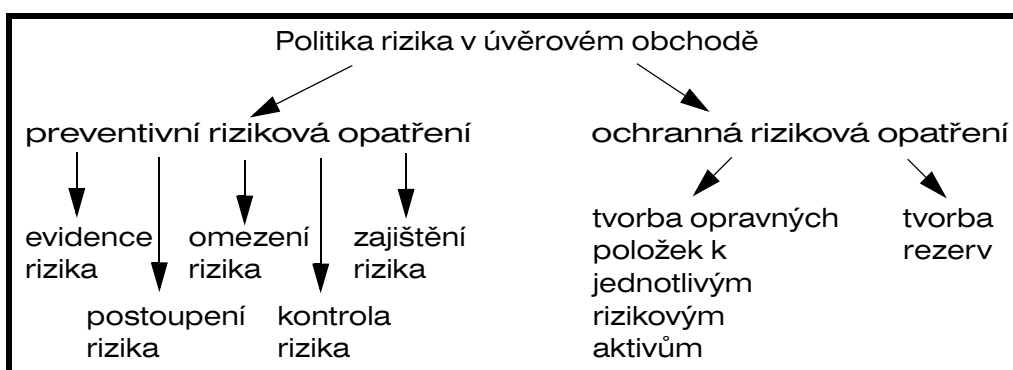 Politika rizika v úvěrovém obchodě
preventivní riziková opatření
ochranná riziková opatření
evidence
rizika
postoupení
rizika
omezení
rizika
kontrola
rizika
zajištění
rizika
tvorba opravných
položek k
jednotlivým
rizikovým
aktivům
tvorba
rezerv